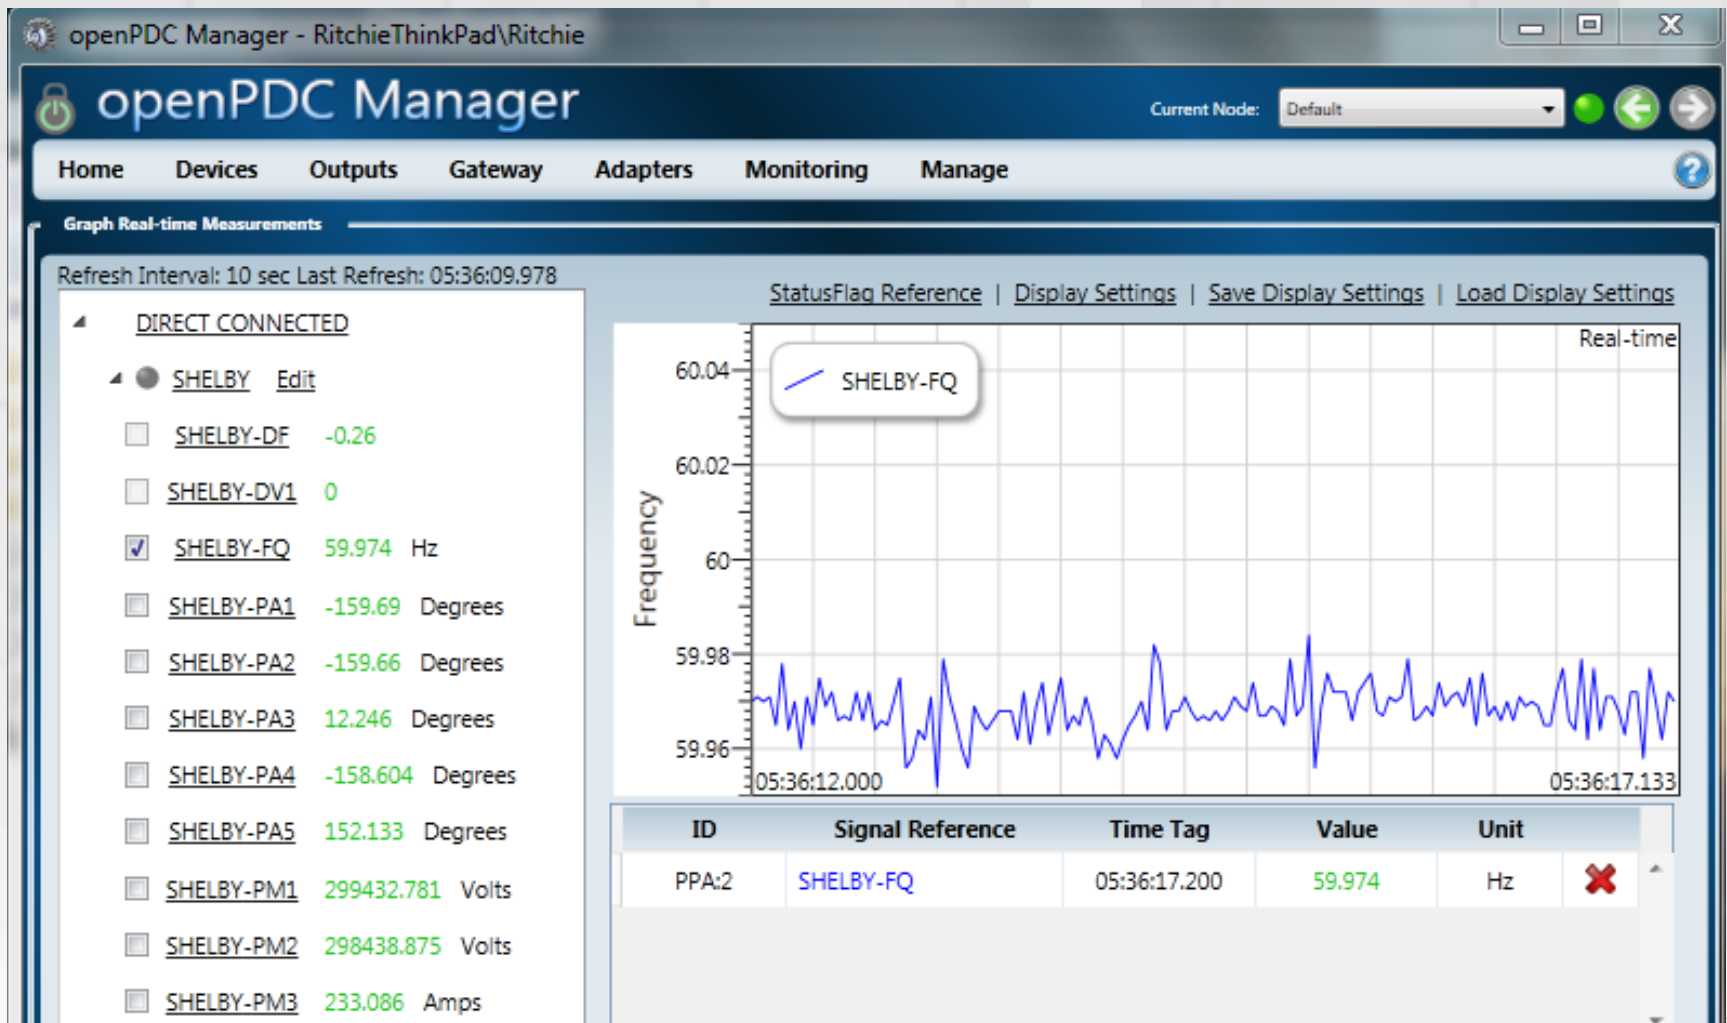 openPDC Manager - RitchieThinkPad\Ritchie
openPDC Manager
Current Node: Default
Home Devices Outputs Gateway Adapters Monitoring Manage
Graph Real-time Measurements
Refresh Interval: 10 sec Last Refresh: 05:36:09.978
DIRECT CONNECTED
SHELBY Edit
SHELBY-DF -0.26
SHELBY-DV1 0
SHELBY-FQ 59.974 Hz
SHELBY-PA1 -159.69 Degrees
SHELBY-PA2 -159.66 Degrees
SHELBY-PA3 12.246 Degrees
SHELBY-PA4 -158.604 Degrees
SHELBY-PA5 152.133 Degrees
SHELBY-PM1 299432.781 Volts
SHELBY-PM2 298438.875 Volts
SHELBY-PM3 233.086 Amps
StatusFlag Reference | Display Settings | Save Display Settings | Load Display Settings
Real-time
SHELBY-FQ
Frequency
60.04
60.02
60
59.98
59.96
05:36:12.000 05:36:17.133
ID Signal Reference Time Tag Value Unit
PPA:2 SHELBY-FQ 05:36:17.200 59.974 Hz